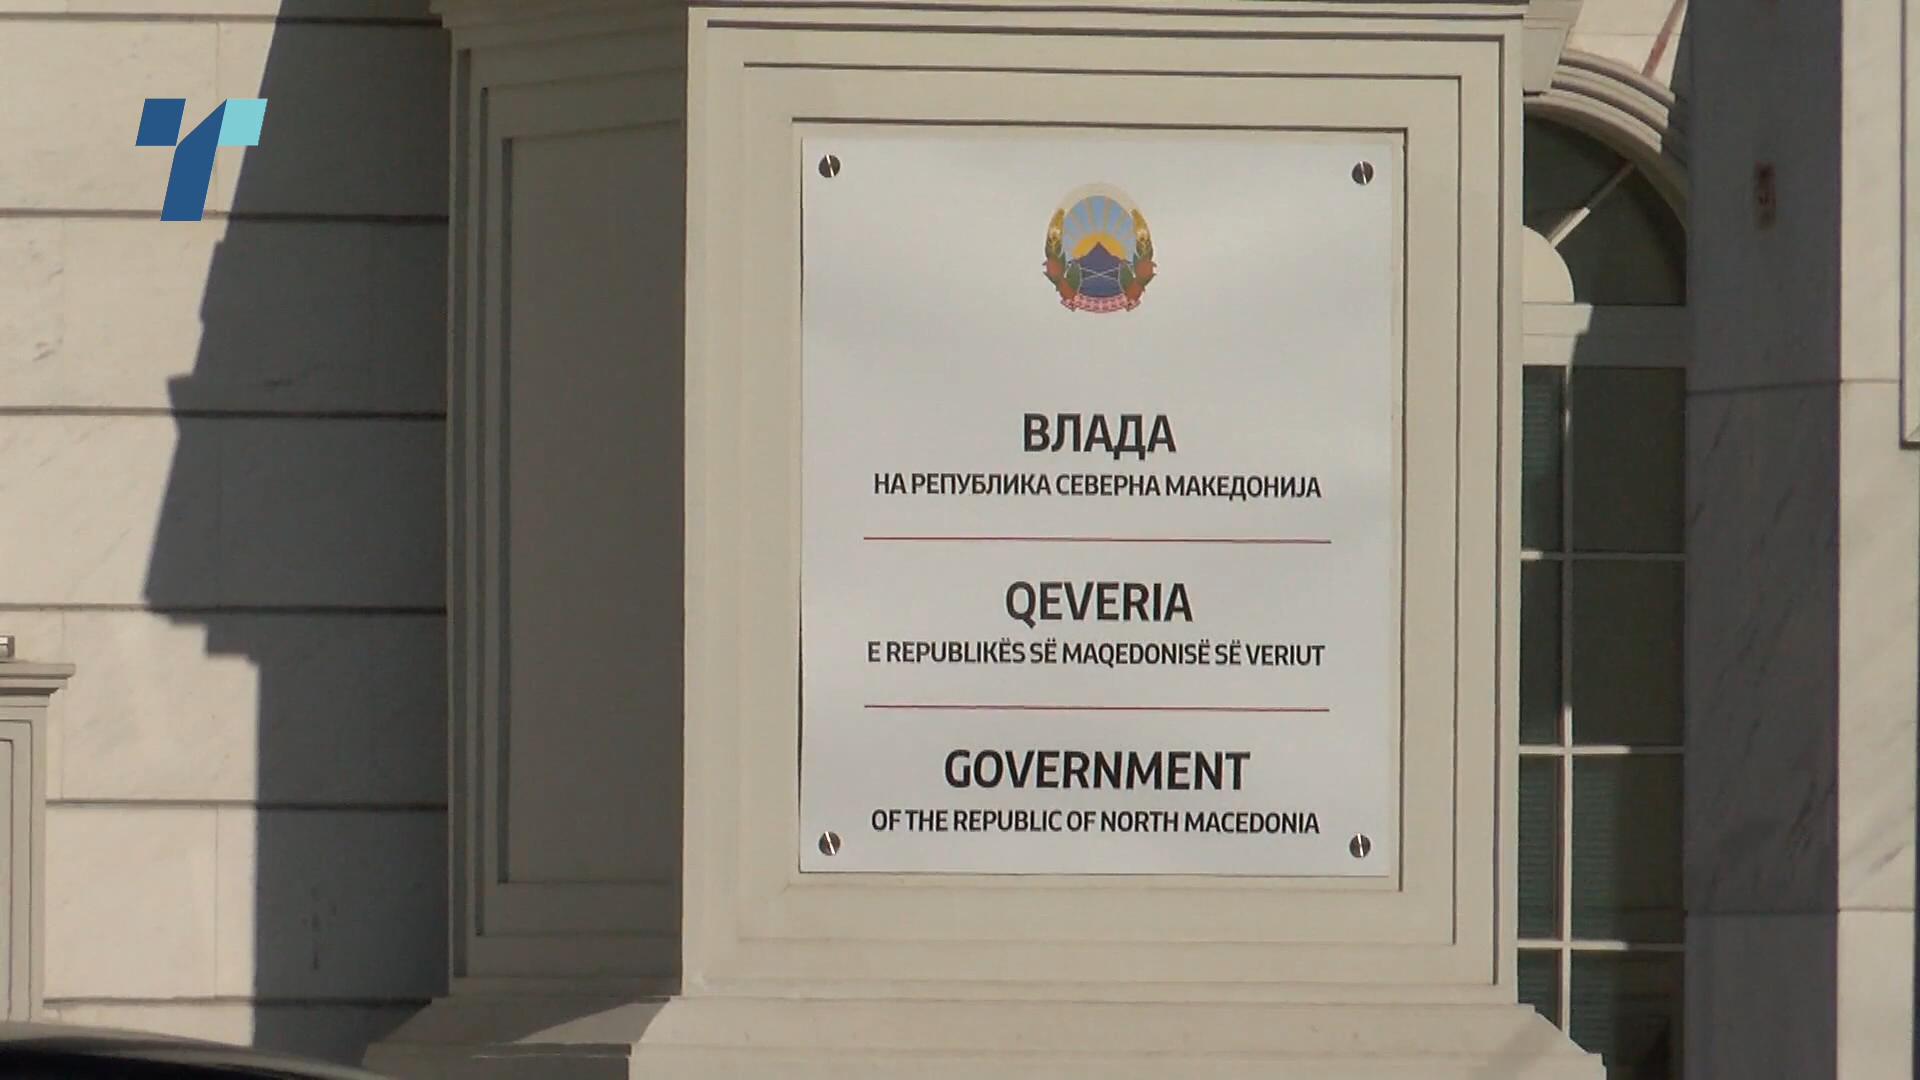 ВЛАДА
НА РЕПУБЛИКА СЕВЕРНА МАКЕДОНИЈА
QEVERIA
E REPUBLIKËS SË MAQEDONISË SË VERIUT
GOVERNMENT
OF THE REPUBLIC OF NORTH MACEDONIA